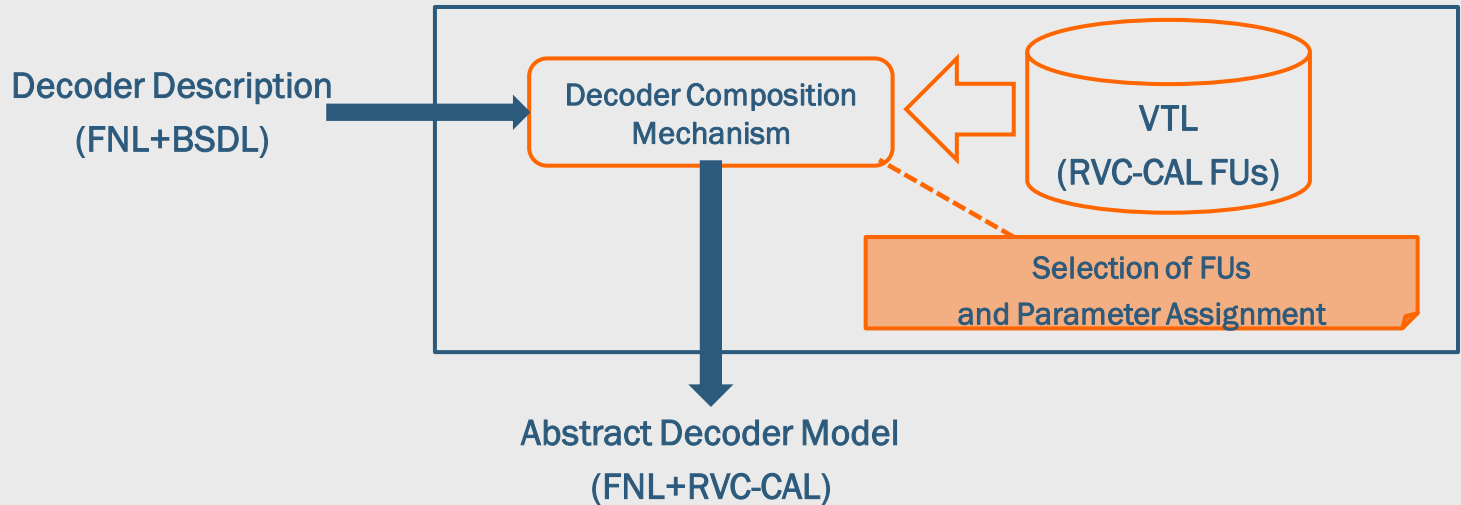 Decoder Description
(FNL+BSDL)
Decoder Composition
Mechanism
VTL
(RVC-CAL FUs)
Selection of FUs
and Parameter Assignment
Abstract Decoder Model
(FNL+RVC-CAL)